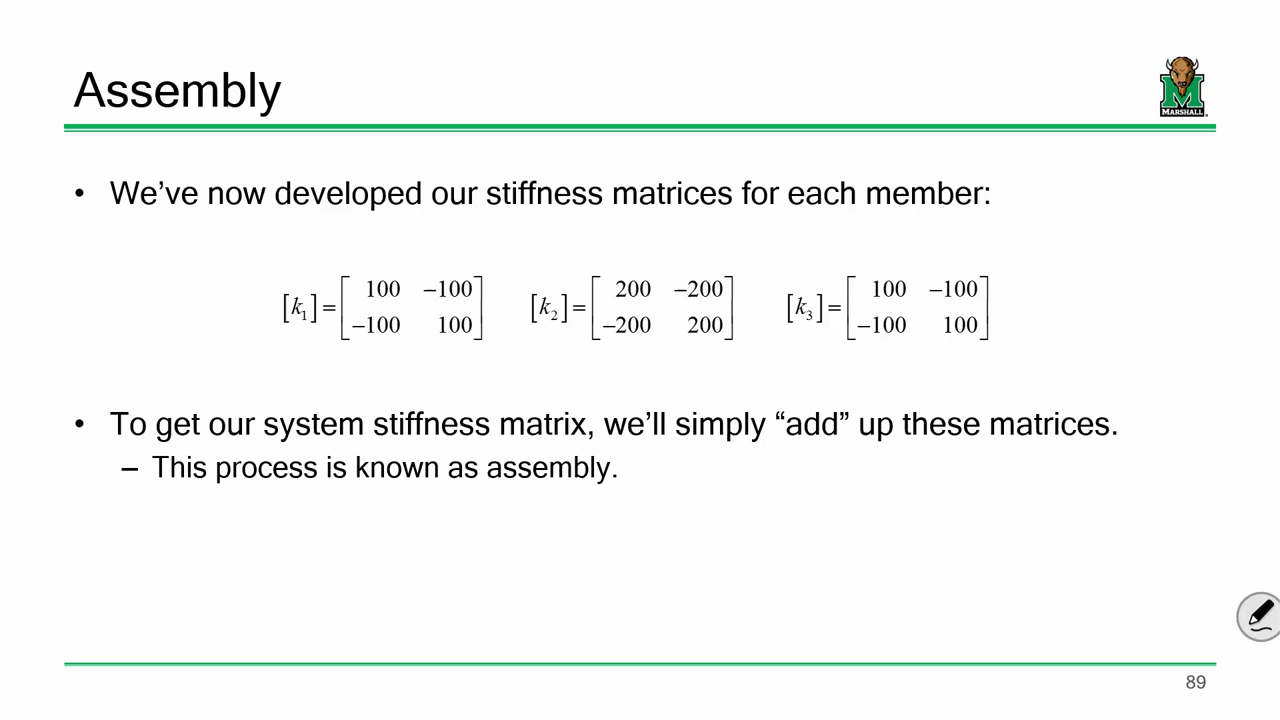 Assembly
MARSHALL
• We've now developed our stiffness matrices for each member:
[k₁] = [100 −100; −100 100] [k₂] = [200 −200; −200 200] [k₃] = [100 −100; −100 100]
• To get our system stiffness matrix, we'll simply “add” up these matrices.
– This process is known as assembly.
89